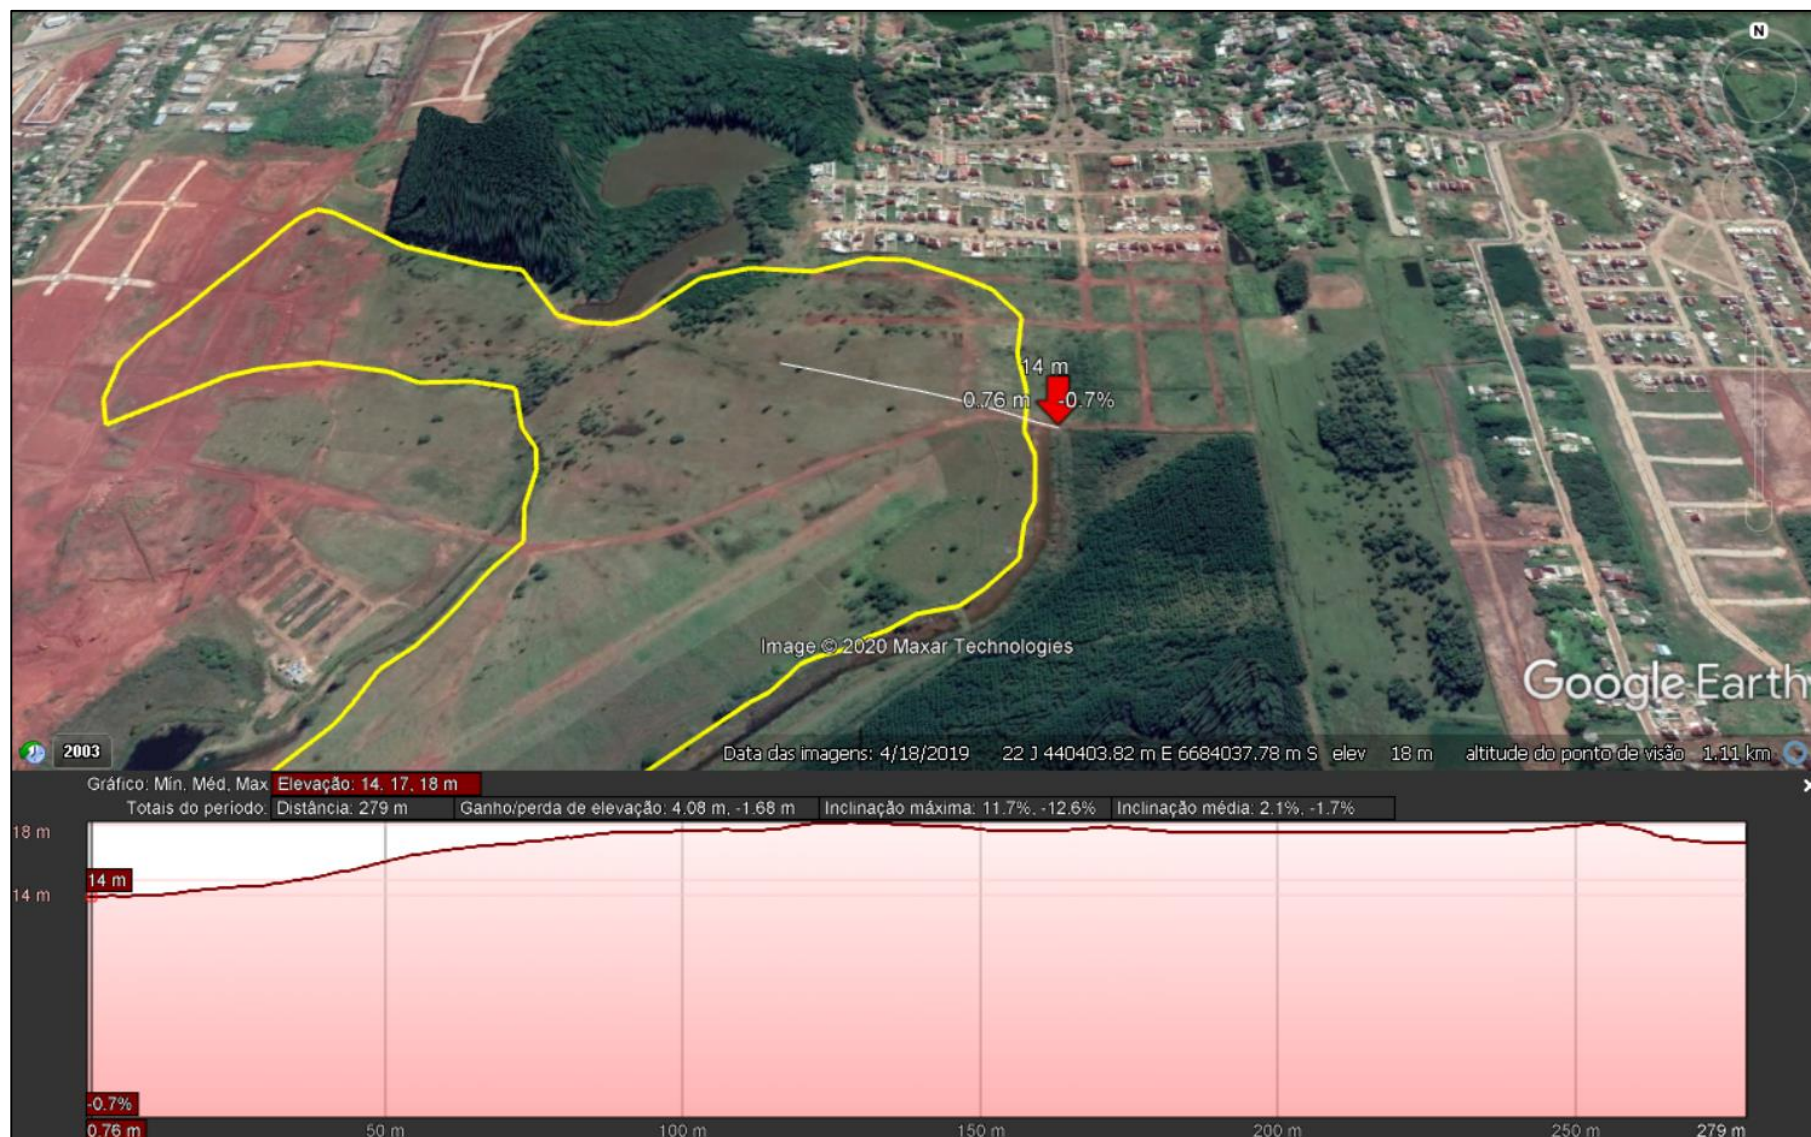 N
14 m
0.76 m -0.7%
Image © 2020 Maxar Technologies
Google Earth
2003
Data das imagens: 4/18/2019 22 J 440403.82 m E 6684037.78 m S elev 18 m altitude do ponto de visão 1.11 km
Gráfico: Mín, Méd, Max Elevação: 14, 17, 18 m
Totais do período: Distância: 279 m Ganho/perda de elevação: 4.08 m, -1.68 m Inclinação máxima: 11.7%, -12.6% Inclinação média: 2.1%, -1.7%
18 m
14 m
14 m
-0.7%
0.76 m 50 m 100 m 150 m 200 m 250 m 279 m